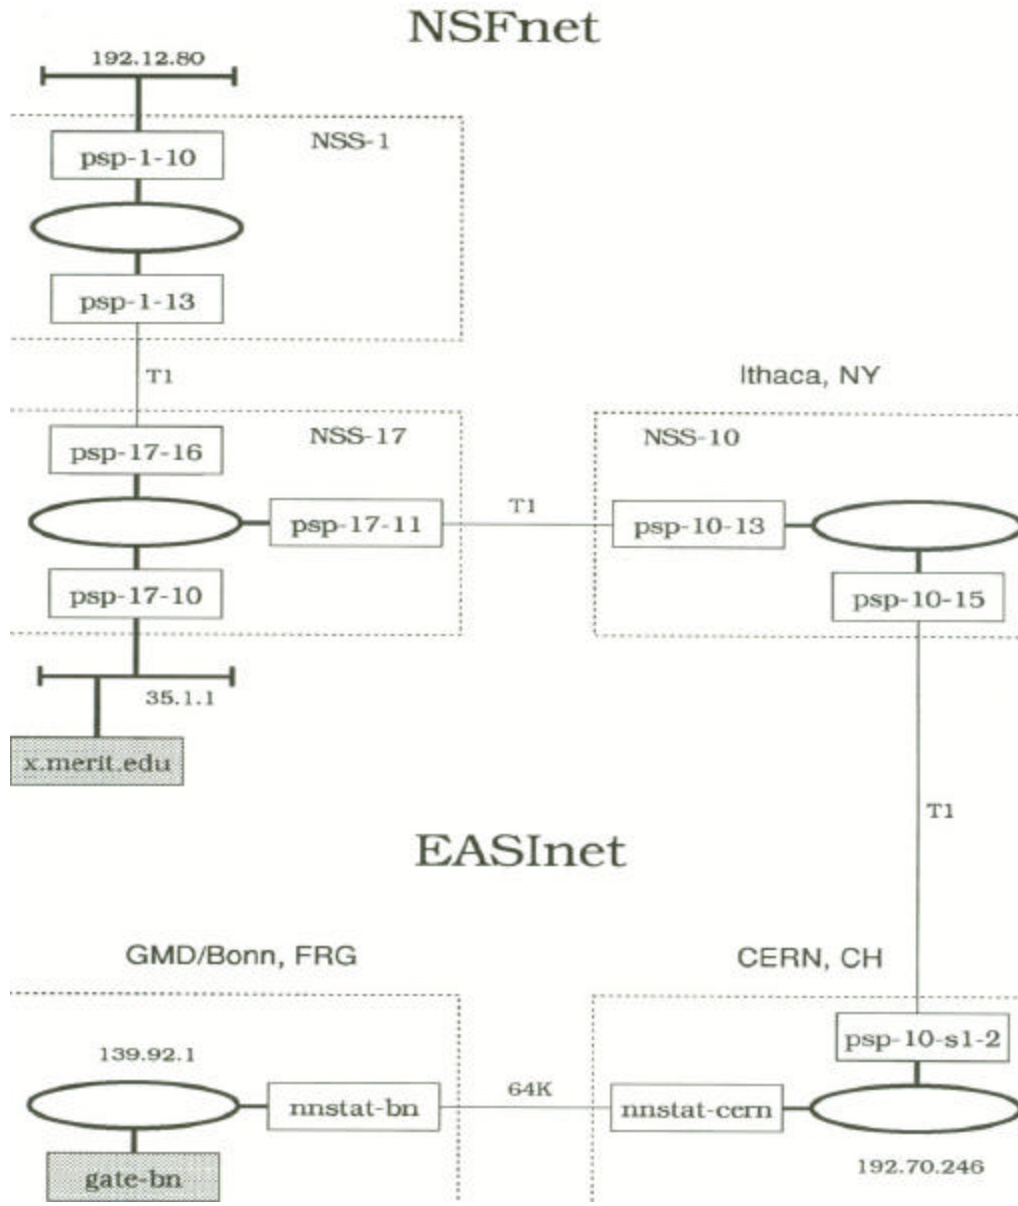 NSFnet
192.12.80
psp-1-10
NSS-1
psp-1-13
T1
Ithaca, NY
NSS-17
NSS-10
psp-17-16
psp-17-11
T1
psp-10-13
psp-17-10
psp-10-15
35.1.1
x.merit.edu
T1
EASInet
GMD/Bonn, FRG
CERN, CH
psp-10-s1-2
139.92.1
nnstat-bn
64K
nnstat-cern
gate-bn
192.70.246